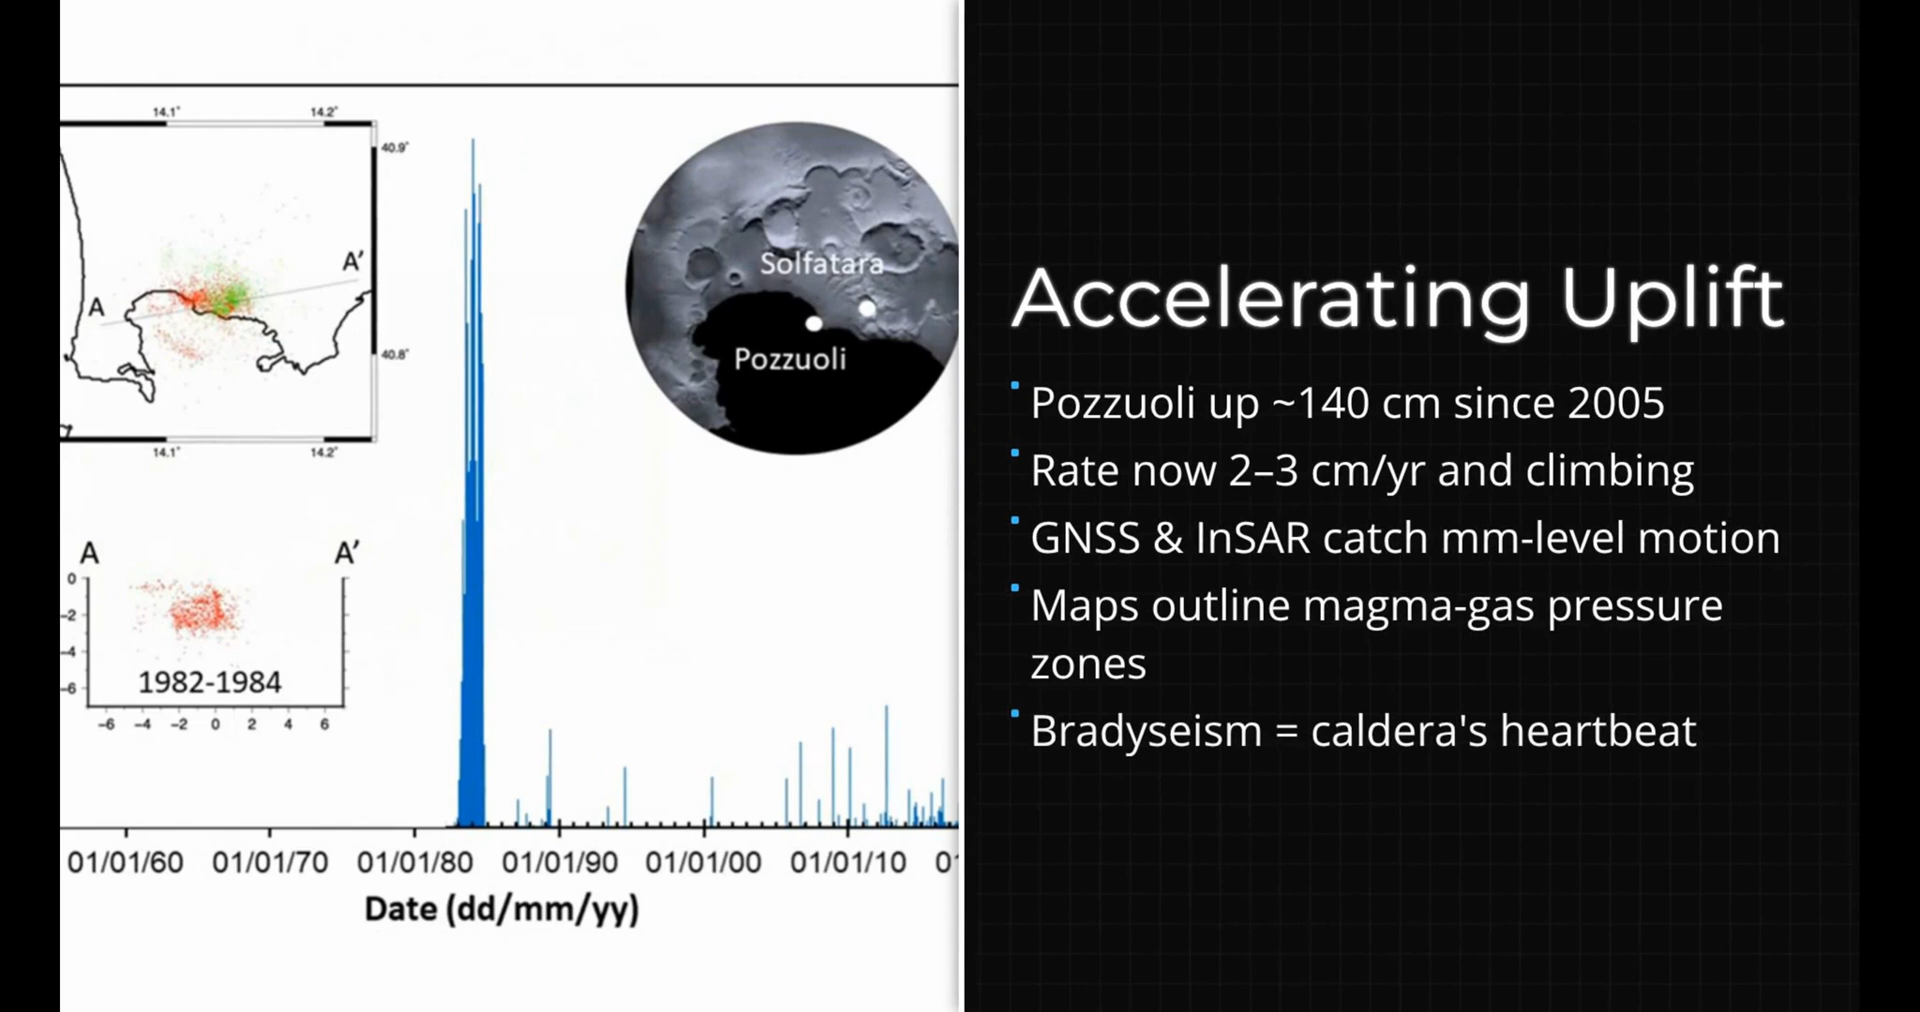 14.1°
14.2°
40.9°
A'
A
40.8°
14.1°
14.2°
Solfatara
Pozzuoli
A
A'
0
−2
−4
−6
1982-1984
−6
−4
−2
0
2
4
6
01/01/60
01/01/70
01/01/80
01/01/90
01/01/00
01/01/10
Date (dd/mm/yy)
Accelerating Uplift
Pozzuoli up ~140 cm since 2005
Rate now 2–3 cm/yr and climbing
GNSS & InSAR catch mm-level motion
Maps outline magma-gas pressure
zones
Bradyseism = caldera's heartbeat